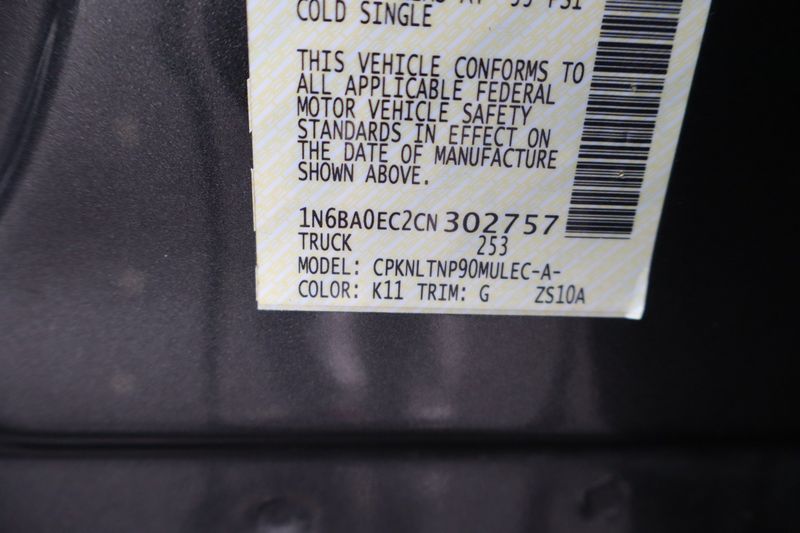 COLD SINGLE
THIS VEHICLE CONFORMS TO
ALL APPLICABLE FEDERAL
MOTOR VEHICLE SAFETY
STANDARDS IN EFFECT ON
THE DATE OF MANUFACTURE
SHOWN ABOVE.
1N6BA0EC2CN302757
TRUCK 253
MODEL: CPKNLTNP90MULEC-A-
COLOR: K11 TRIM: G ZS10A